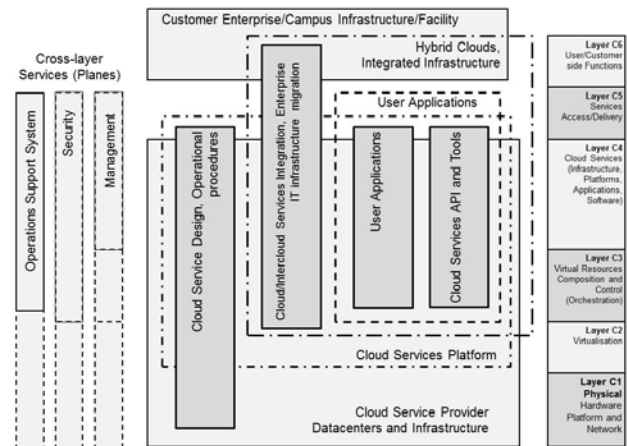 Customer Enterprise/Campus Infrastructure/Facility
Cross-layer
Services (Planes)
Hybrid Clouds,
Integrated Infrastructure
User Applications
Operations Support System
Security
Management
Cloud Service Design, Operational
procedures
Cloud/Intercloud Services Integration, Enterprise
IT infrastructure migration
User Applications
Cloud Services API and Tools
Cloud Services Platform
Cloud Service Provider
Datacenters and Infrastructure
Layer C6
User/Customer
side Functions
Layer C5
Services
Access/Delivery
Layer C4
Cloud Services
(Infrastructure,
Platforms,
Applications,
Software)
Layer C3
Virtual Resources
Composition and
Control
(Orchestration)
Layer C2
Virtualisation
Layer C1
Physical
Hardware
Platform and
Network